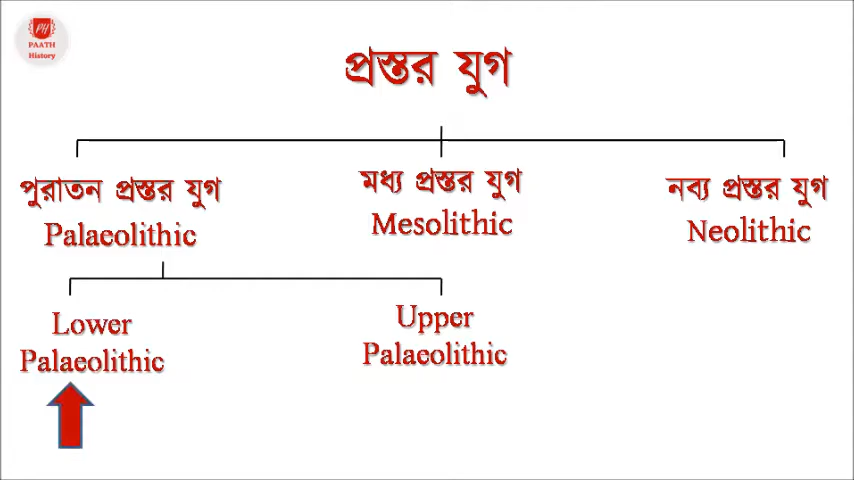 PH
PAATH
History
প্রস্তর যুগ
পুরাতন প্রস্তর যুগ
Palaeolithic
মধ্য প্রস্তর যুগ
Mesolithic
নব্য প্রস্তর যুগ
Neolithic
Lower
Palaeolithic
Upper
Palaeolithic